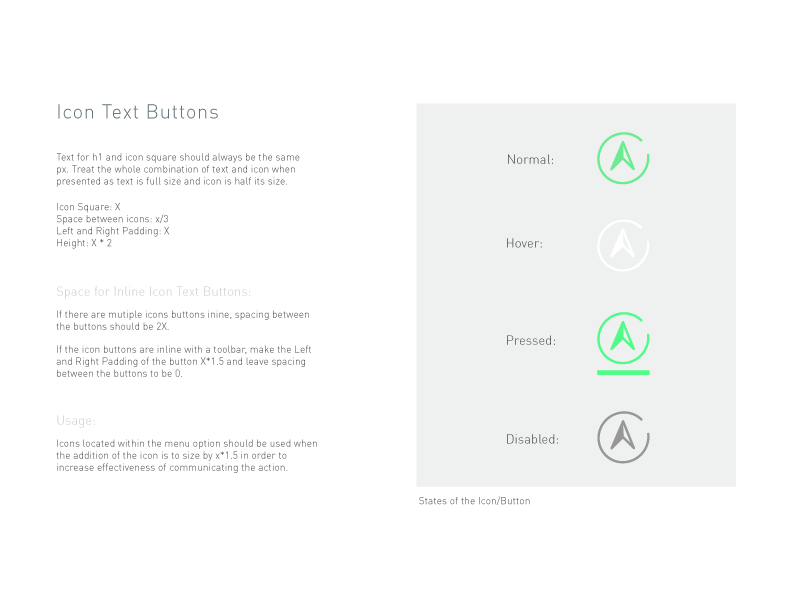 Icon Text Buttons
Text for h1 and icon square should always be the same
px. Treat the whole combination of text and icon when
presented as text is full size and icon is half its size.
Icon Square: X
Space between icons: x/3
Left and Right Padding: X
Height: X * 2
Space for Inline Icon Text Buttons:
If there are mutiple icons buttons inine, spacing between
the buttons should be 2X.
If the icon buttons are inline with a toolbar, make the Left
and Right Padding of the button X*1.5 and leave spacing
between the buttons to be 0.
Usage:
Icons located within the menu option should be used when
the addition of the icon is to size by x*1.5 in order to
increase effectiveness of communicating the action.
Normal:
Hover:
Pressed:
Disabled:
States of the Icon/Button